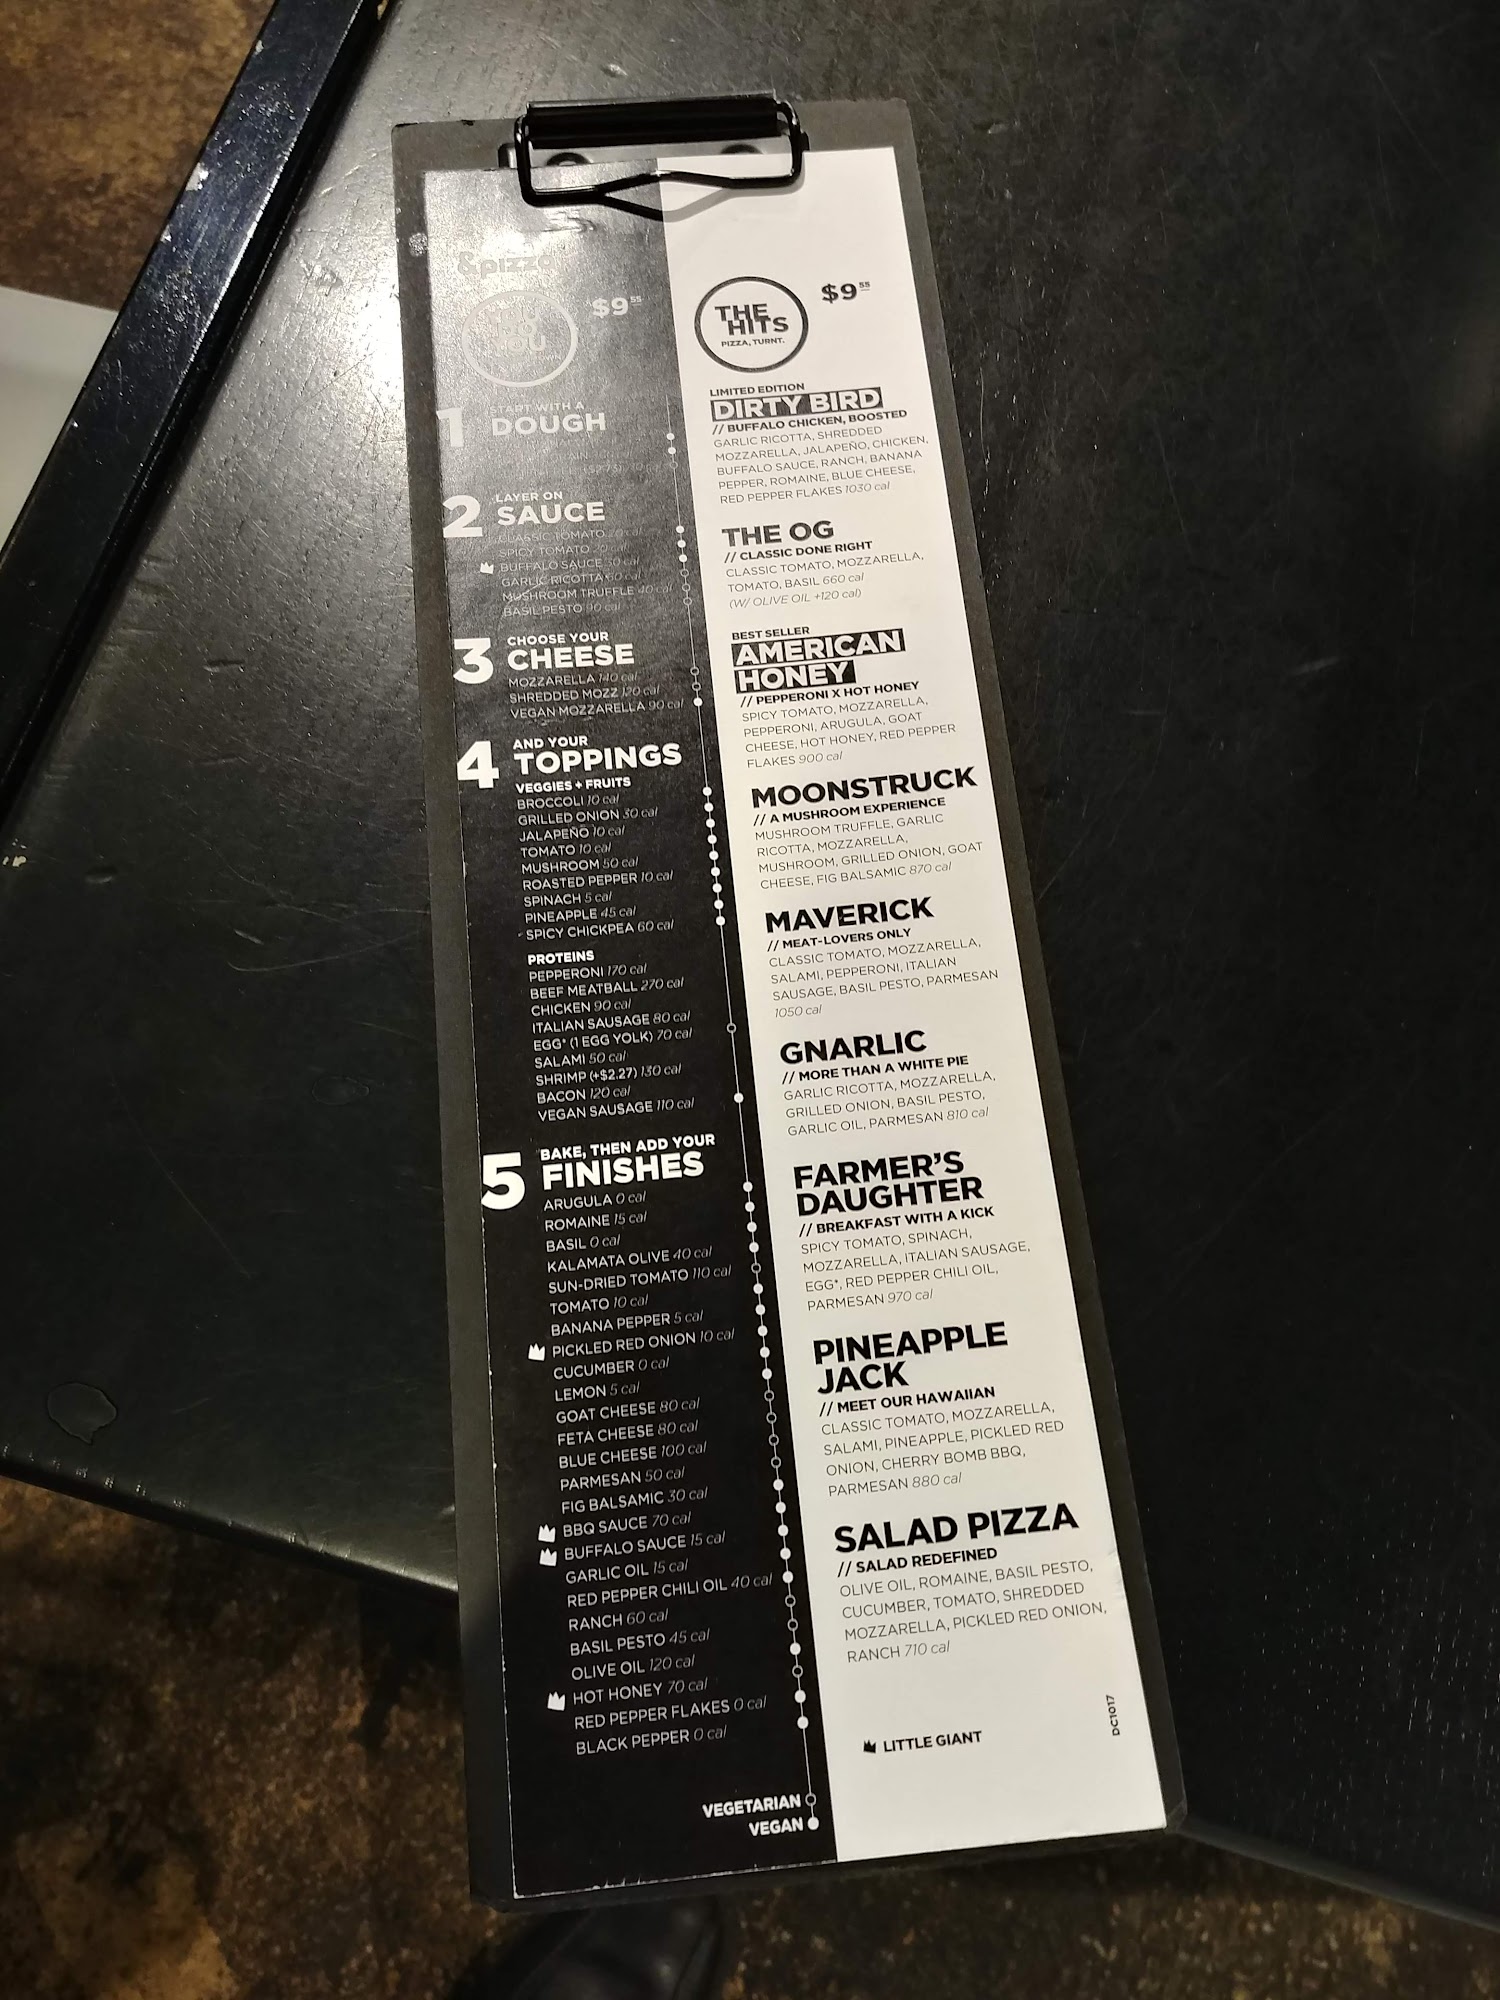 &pizza
$9 55
1 START WITH A
DOUGH
2 LAYER ON
SAUCE
CLASSIC TOMATO 20 cal
SPICY TOMATO
BUFFALO SAUCE 30 cal
GARLIC RICOTTA 60 cal
MUSHROOM TRUFFLE 40 cal
BASIL PESTO 90 cal
3 CHOOSE YOUR
CHEESE
MOZZARELLA 140 cal
SHREDDED MOZZ 120 cal
VEGAN MOZZARELLA 90 cal
4 AND YOUR
TOPPINGS
VEGGIES + FRUITS
BROCCOLI 10 cal
GRILLED ONION 30 cal
JALAPEÑO 10 cal
TOMATO 10 cal
MUSHROOM 50 cal
ROASTED PEPPER 10 cal
SPINACH 5 cal
PINEAPPLE 45 cal
SPICY CHICKPEA 60 cal
PROTEINS
PEPPERONI 170 cal
BEEF MEATBALL 270 cal
CHICKEN 90 cal
ITALIAN SAUSAGE 80 cal
EGG* (1 EGG YOLK) 70 cal
SALAMI 50 cal
SHRIMP (+$2.27) 130 cal
BACON 120 cal
VEGAN SAUSAGE 110 cal
5 BAKE, THEN ADD YOUR
FINISHES
ARUGULA 0 cal
ROMAINE 15 cal
BASIL 0 cal
KALAMATA OLIVE 40 cal
SUN-DRIED TOMATO 110 cal
TOMATO 10 cal
BANANA PEPPER 5 cal
PICKLED RED ONION 10 cal
CUCUMBER 0 cal
LEMON 5 cal
GOAT CHEESE 80 cal
FETA CHEESE 80 cal
BLUE CHEESE 100 cal
PARMESAN 50 cal
FIG BALSAMIC 30 cal
BBQ SAUCE 70 cal
BUFFALO SAUCE 15 cal
GARLIC OIL 15 cal
RED PEPPER CHILI OIL 40 cal
RANCH 60 cal
BASIL PESTO 45 cal
OLIVE OIL 120 cal
HOT HONEY 70 cal
RED PEPPER FLAKES 0 cal
BLACK PEPPER 0 cal
VEGETARIAN
VEGAN
THE
HITS
PIZZA, TURNT.
$9 55
LIMITED EDITION
DIRTY BIRD
// BUFFALO CHICKEN, BOOSTED
GARLIC RICOTTA, SHREDDED
MOZZARELLA, JALAPEÑO, CHICKEN,
BUFFALO SAUCE, RANCH, BANANA
PEPPER, ROMAINE, BLUE CHEESE,
RED PEPPER FLAKES 1030 cal
THE OG
// CLASSIC DONE RIGHT
CLASSIC TOMATO, MOZZARELLA,
TOMATO, BASIL 660 cal
(W/ OLIVE OIL +120 cal)
BEST SELLER
AMERICAN
HONEY
// PEPPERONI X HOT HONEY
SPICY TOMATO, MOZZARELLA,
PEPPERONI, ARUGULA, GOAT
CHEESE, HOT HONEY, RED PEPPER
FLAKES 900 cal
MOONSTRUCK
// A MUSHROOM EXPERIENCE
MUSHROOM TRUFFLE, GARLIC
RICOTTA, MOZZARELLA,
MUSHROOM, GRILLED ONION, GOAT
CHEESE, FIG BALSAMIC 870 cal
MAVERICK
// MEAT-LOVERS ONLY
CLASSIC TOMATO, MOZZARELLA,
SALAMI, PEPPERONI, ITALIAN
SAUSAGE, BASIL PESTO, PARMESAN
1050 cal
GNARLIC
// MORE THAN A WHITE PIE
GARLIC RICOTTA, MOZZARELLA,
GRILLED ONION, BASIL PESTO,
GARLIC OIL, PARMESAN 810 cal
FARMER'S
DAUGHTER
// BREAKFAST WITH A KICK
SPICY TOMATO, SPINACH,
MOZZARELLA, ITALIAN SAUSAGE,
EGG*, RED PEPPER CHILI OIL,
PARMESAN 970 cal
PINEAPPLE
JACK
// MEET OUR HAWAIIAN
CLASSIC TOMATO, MOZZARELLA,
SALAMI, PINEAPPLE, PICKLED RED
ONION, CHERRY BOMB BBQ,
PARMESAN 880 cal
SALAD PIZZA
// SALAD REDEFINED
OLIVE OIL, ROMAINE, BASIL PESTO,
CUCUMBER, TOMATO, SHREDDED
MOZZARELLA, PICKLED RED ONION,
RANCH 710 cal
LITTLE GIANT
DC1017